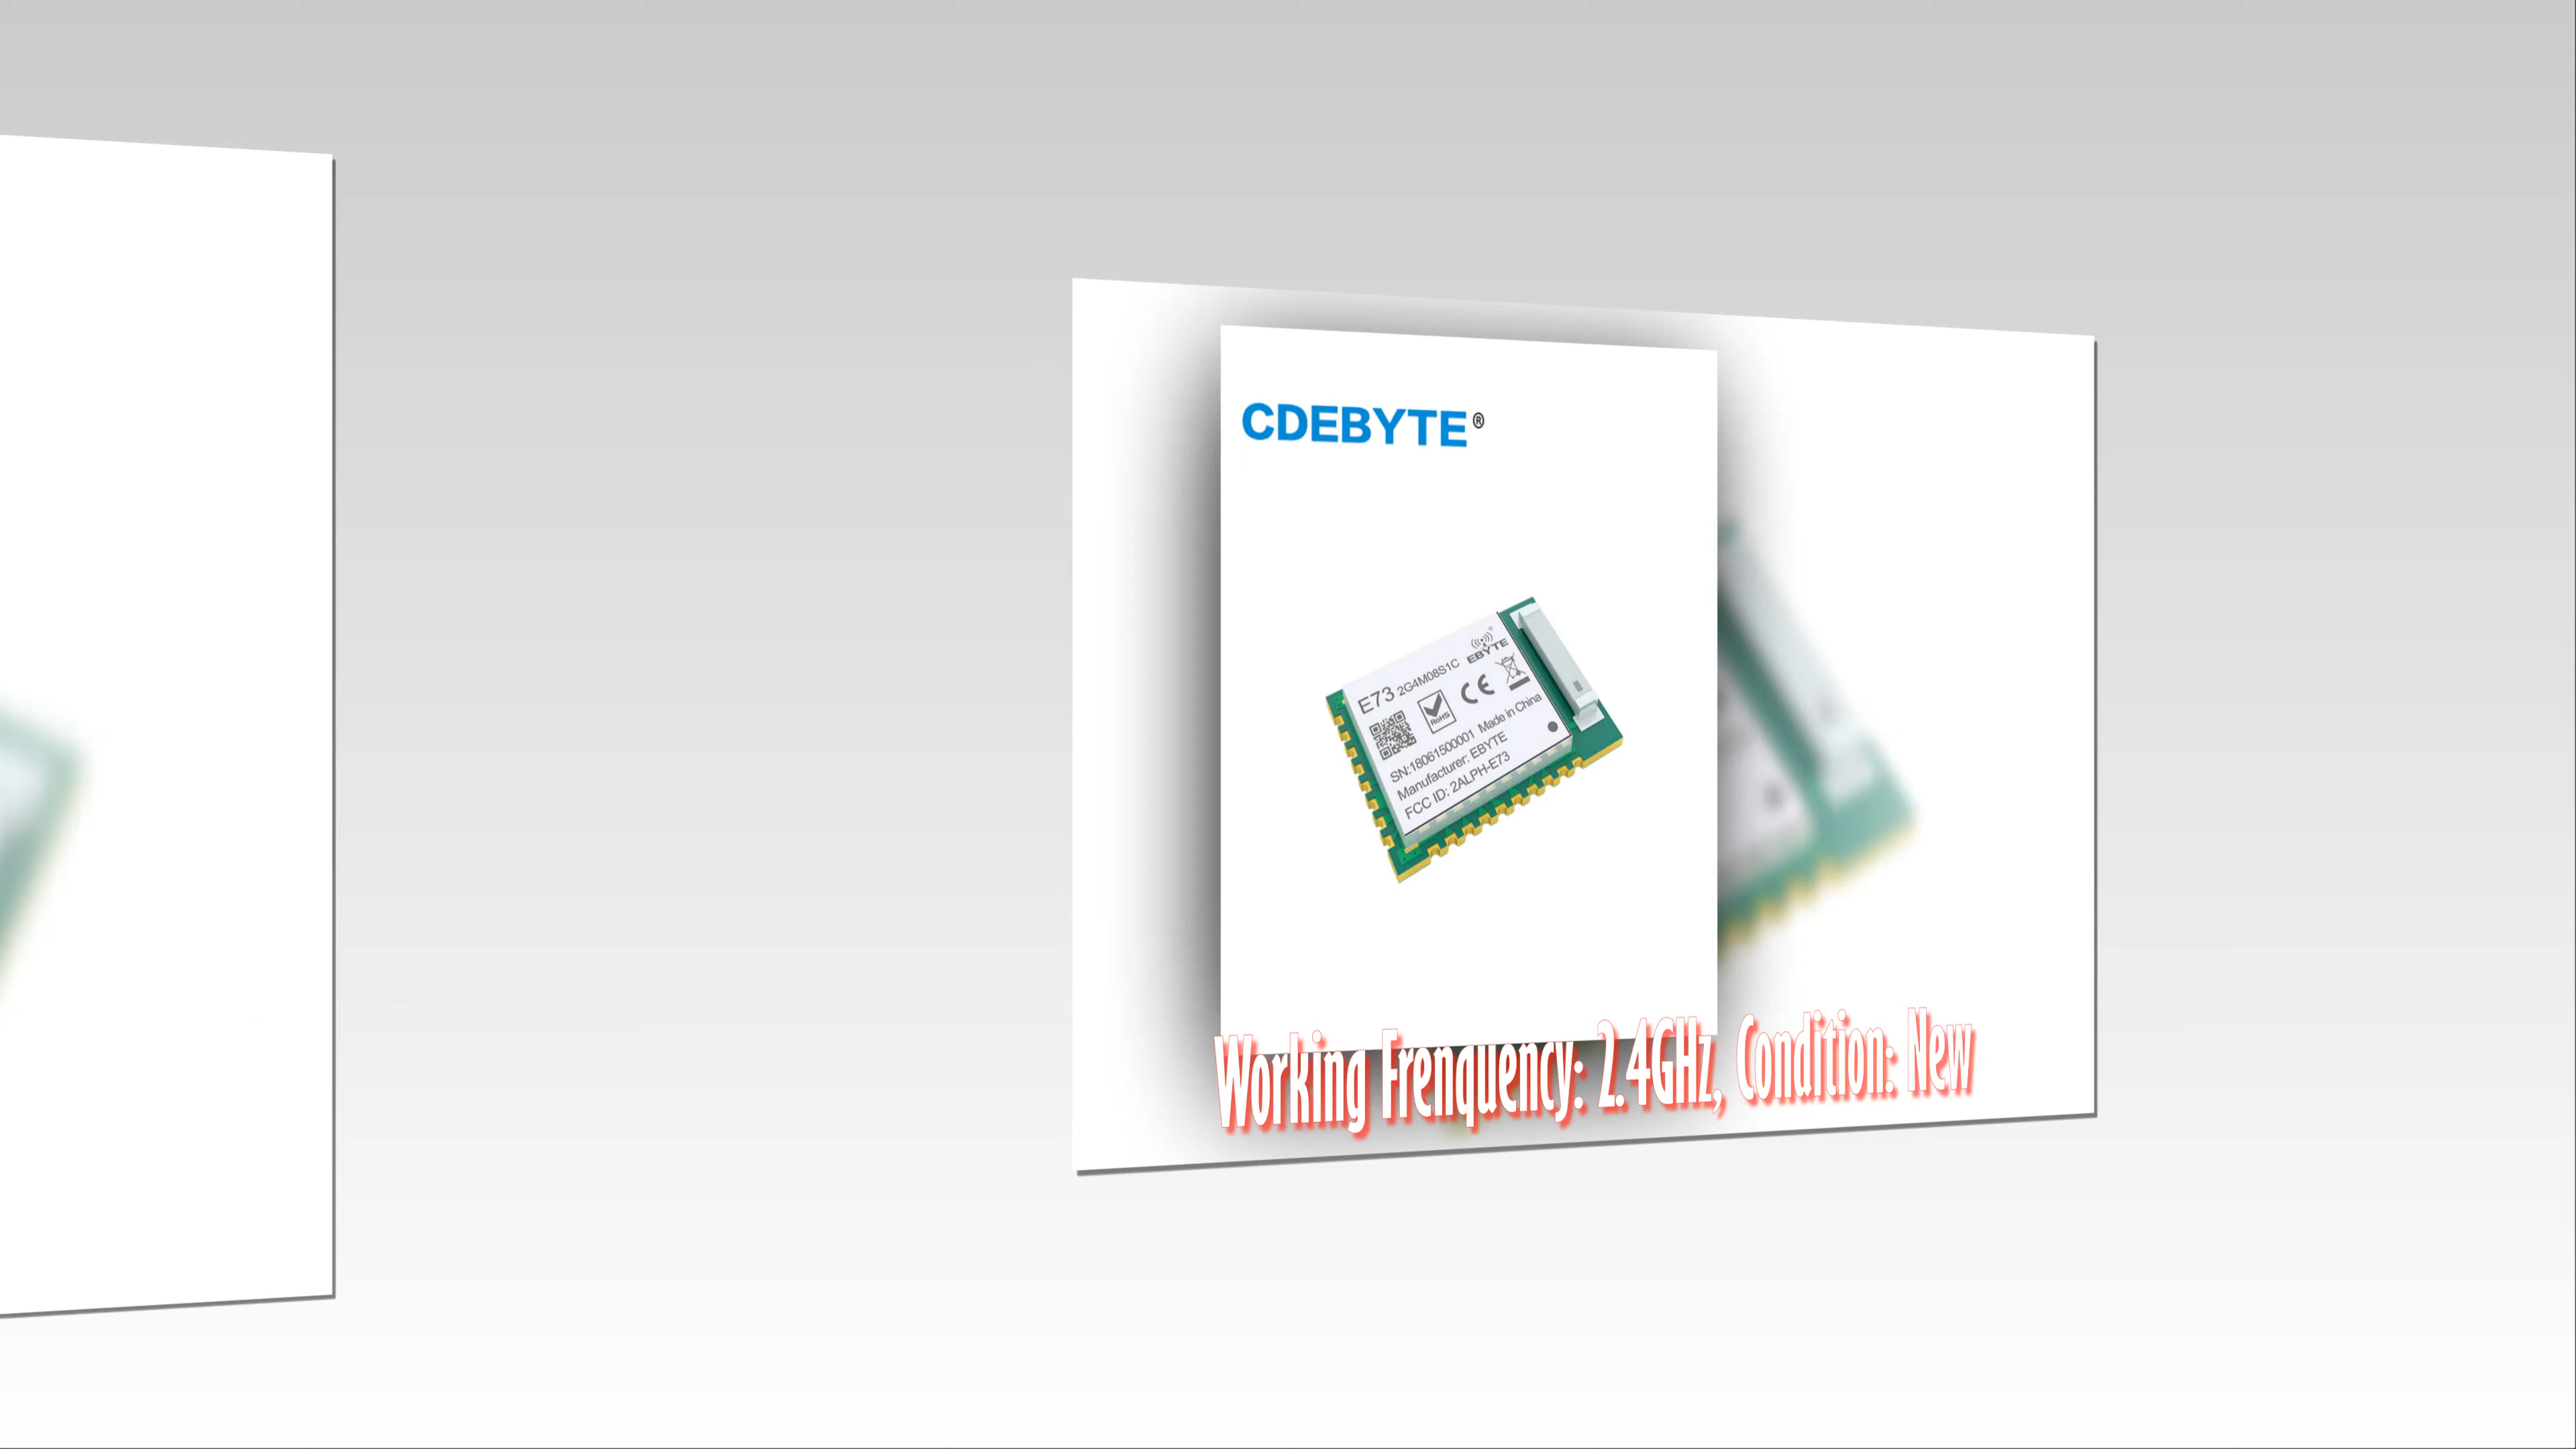 CDEBYTE®
EBYTE
E73 2G4M08S1C
RoHS
CE
SN:18061500001 Made in China
Manufacturer: EBYTE
FCC ID: 2ALPH-E73
Working Frenquency: 2.4GHz, Condition: New